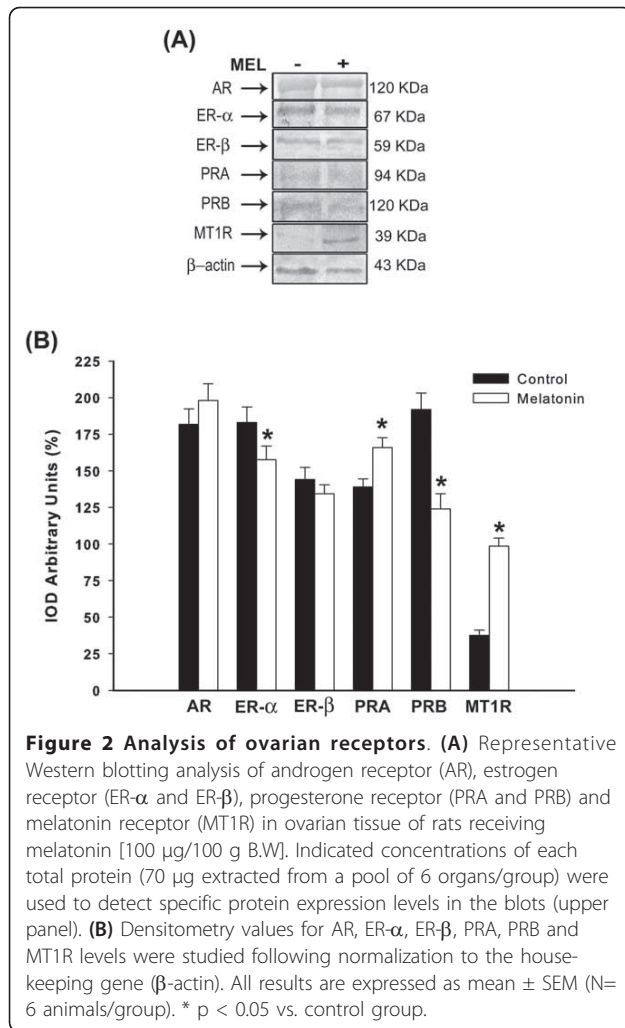 (A)
MEL - +
AR 120 KDa
ER-α 67 KDa
ER-β 59 KDa
PRA 94 KDa
PRB 120 KDa
MT1R 39 KDa
β–actin 43 KDa
(B)
225
200
175
150
125
100
75
50
25
0
IOD Arbitrary Units (%)
Control
Melatonin
*
*
*
*
AR ER-α ER-β PRA PRB MT1R
Figure 2 Analysis of ovarian receptors. (A) Representative
Western blotting analysis of androgen receptor (AR), estrogen
receptor (ER-α and ER-β), progesterone receptor (PRA and PRB) and
melatonin receptor (MT1R) in ovarian tissue of rats receiving
melatonin [100 μg/100 g B.W]. Indicated concentrations of each
total protein (70 μg extracted from a pool of 6 organs/group) were
used to detect specific protein expression levels in the blots (upper
panel). (B) Densitometry values for AR, ER-α, ER-β, PRA, PRB and
MT1R levels were studied following normalization to the house-
keeping gene (β-actin). All results are expressed as mean ± SEM (N=
6 animals/group). * p < 0.05 vs. control group.